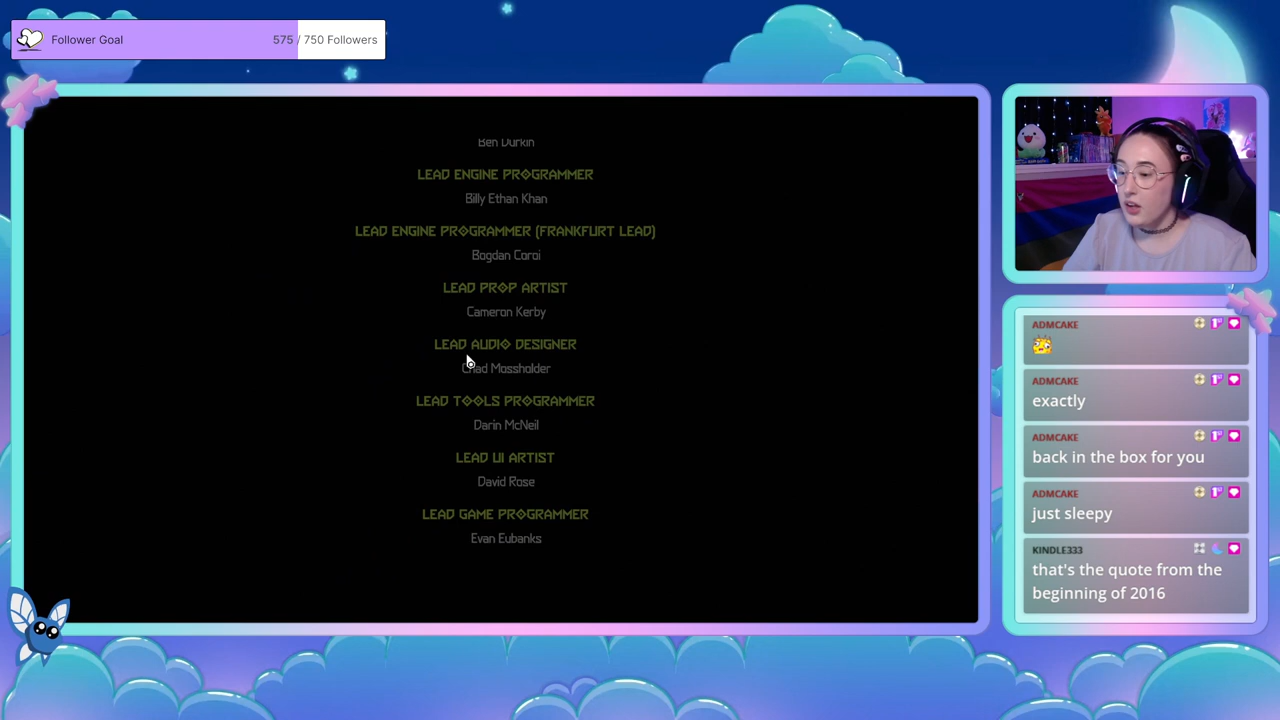 Follower Goal 575 / 750 Followers
Ben Durkin
LEAD ENGINE PROGRAMMER
Billy Ethan Khan
LEAD ENGINE PROGRAMMER (FRANKFURT LEAD)
Bogdan Coroi
LEAD PROP ARTIST
Cameron Kerby
LEAD AUDIO DESIGNER
Chad Mossholder
LEAD TOOLS PROGRAMMER
Darin McNeil
LEAD UI ARTIST
David Rose
LEAD GAME PROGRAMMER
Evan Eubanks
ADMCAKE
ADMCAKE
exactly
ADMCAKE
back in the box for you
ADMCAKE
just sleepy
KINDLE333
that's the quote from the
beginning of 2016